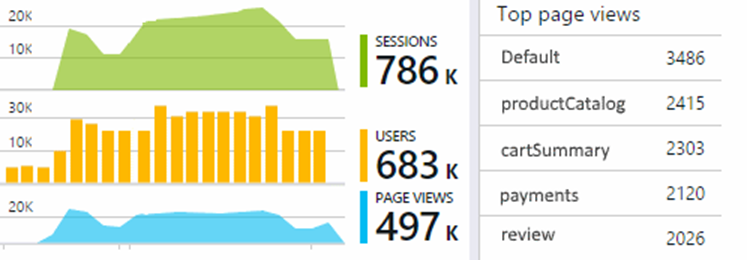 20K
10K
SESSIONS
786 K
30K
10K
USERS
683 K
20K
PAGE VIEWS
497 K
Top page views
Default 3486
productCatalog 2415
cartSummary 2303
payments 2120
review 2026